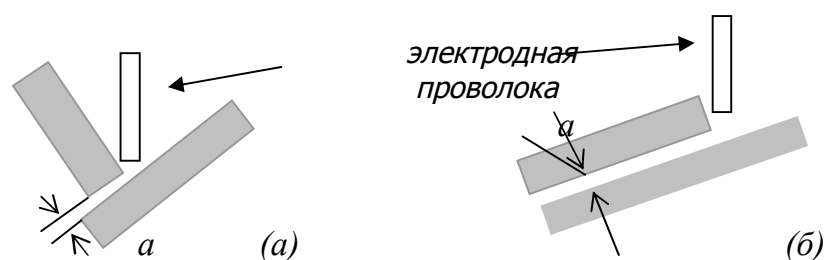 электродная
проволока
а
а (а) (б)